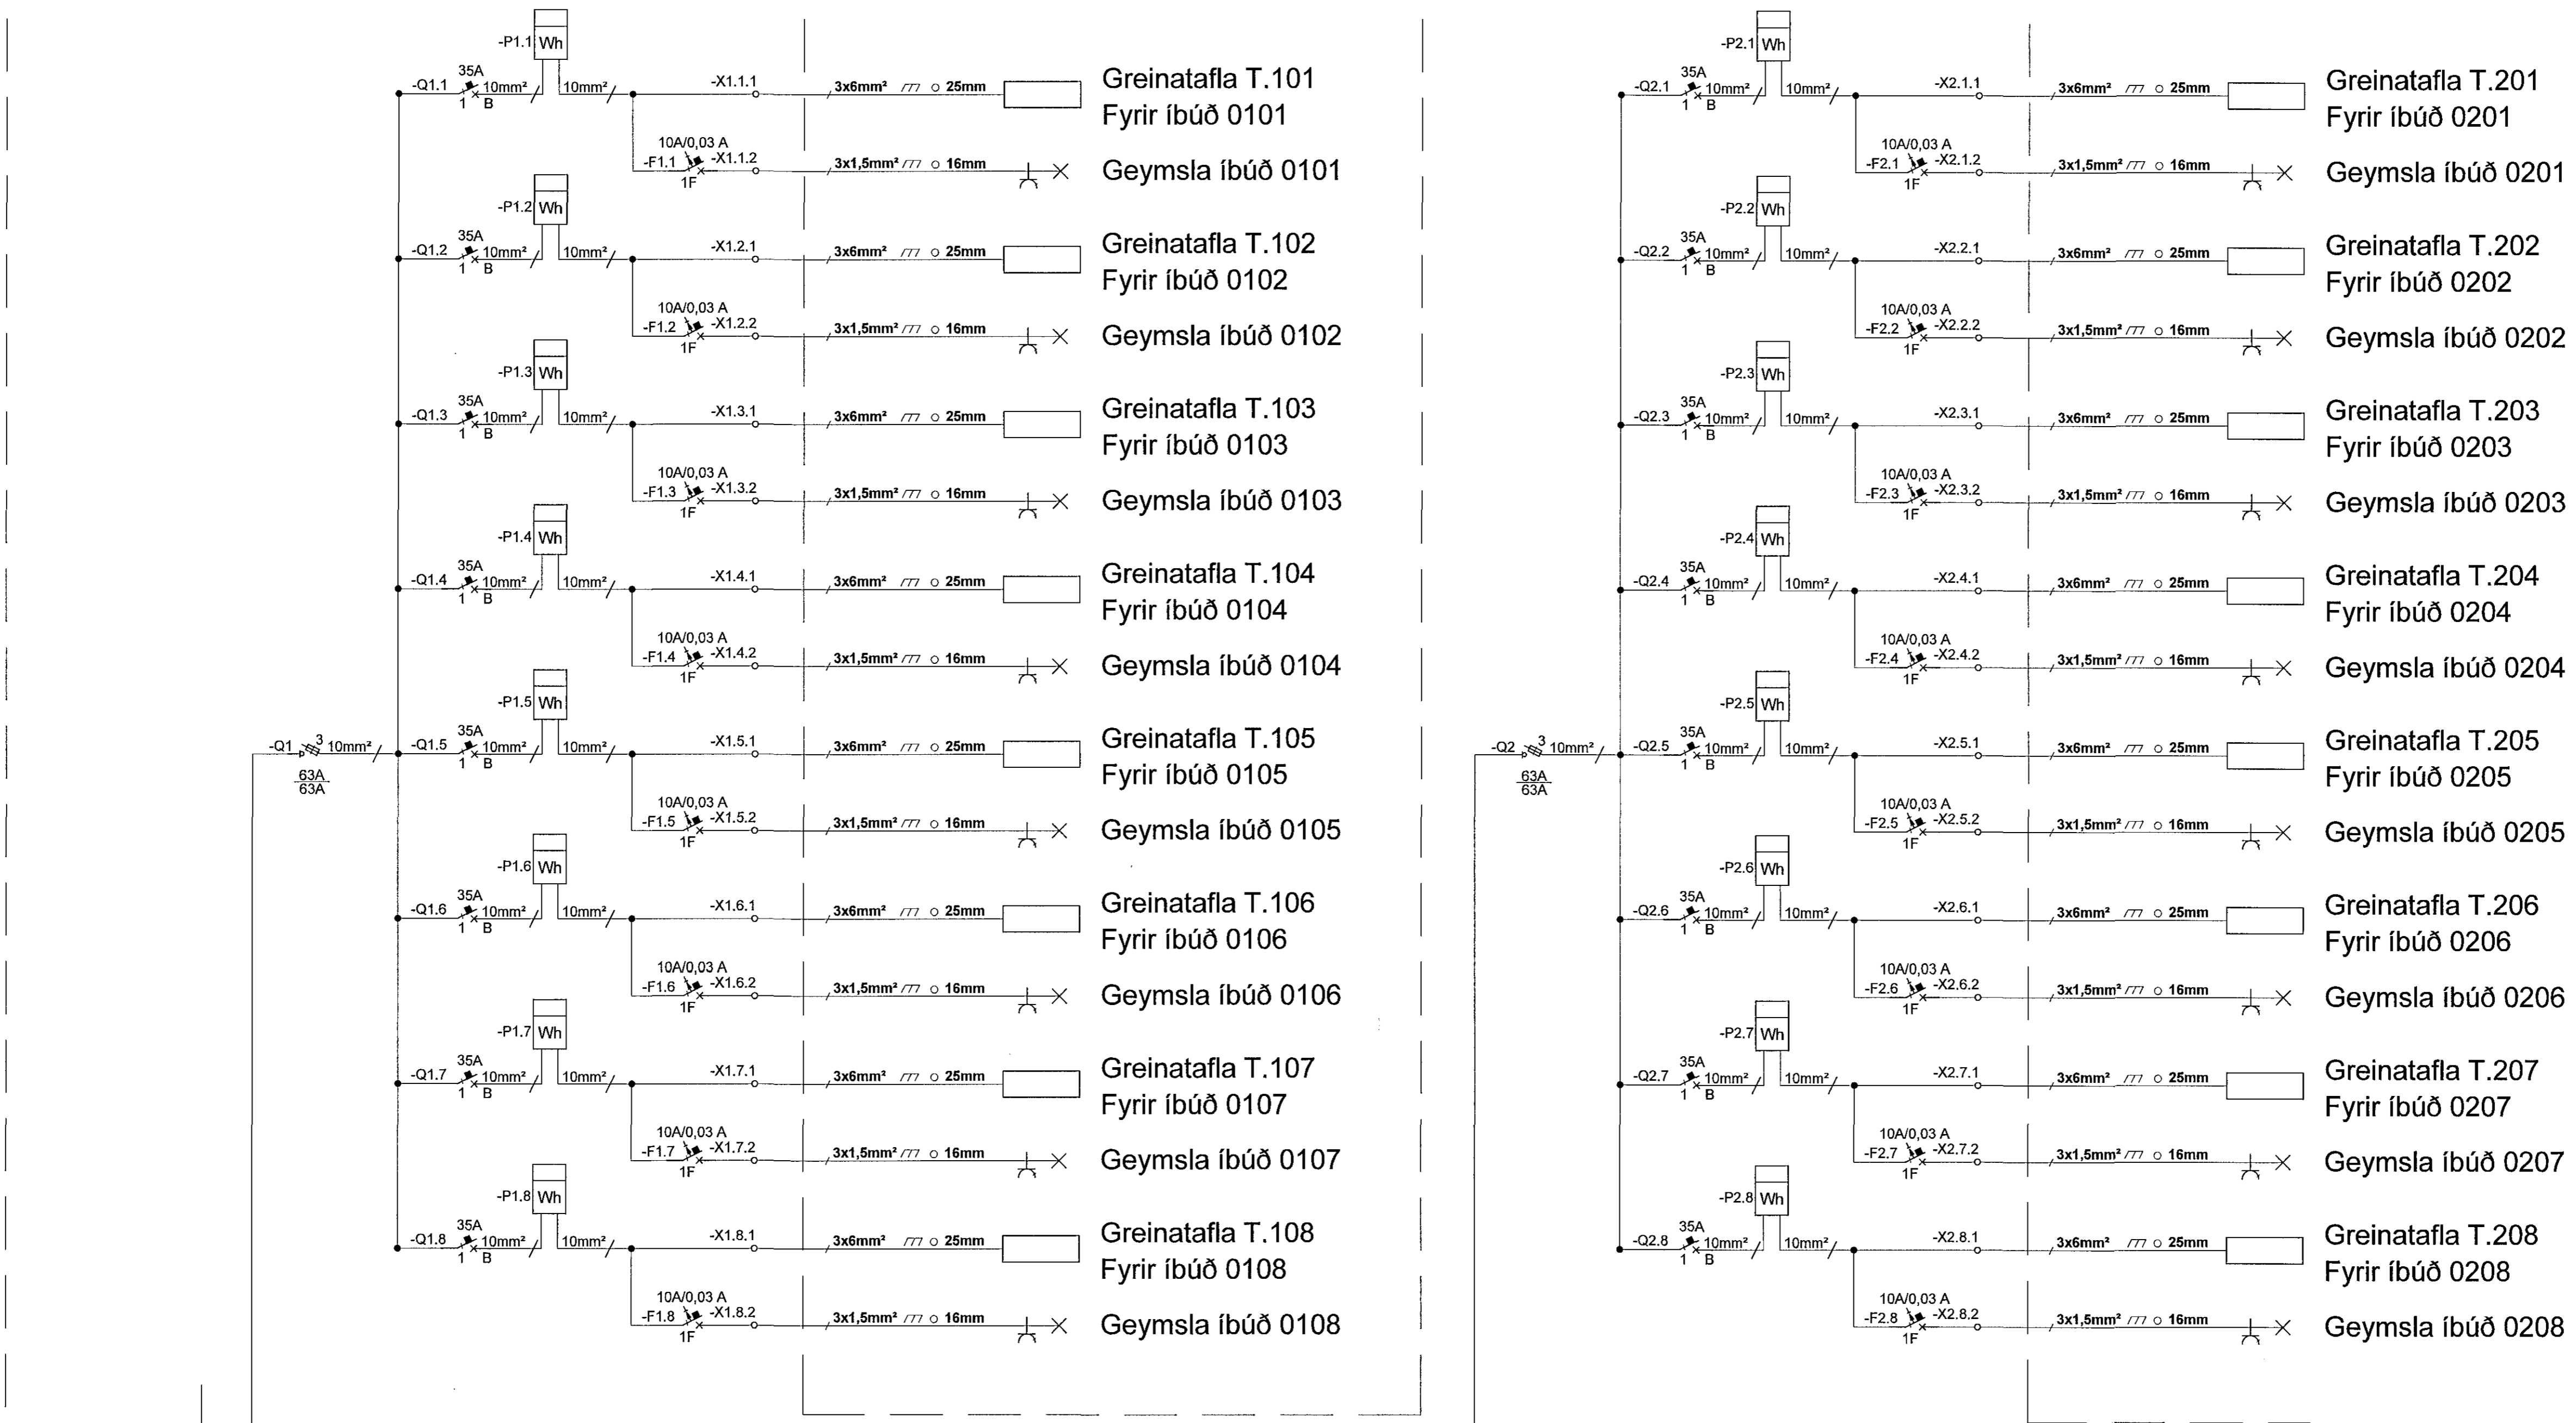 -P1.1 Wh
35A
-Q1.1 10mm² 10mm² -X1.1.1 3x6mm² 25mm Greinatafla T.101
1 B
Fyrir íbúð 0101
10A/0,03 A
-F1.1 -X1.1.2 3x1,5mm² 16mm Geymsla íbúð 0101
1F
-P1.2 Wh
35A
-Q1.2 10mm² 10mm² -X1.2.1 3x6mm² 25mm Greinatafla T.102
1 B
Fyrir íbúð 0102
10A/0,03 A
-F1.2 -X1.2.2 3x1,5mm² 16mm Geymsla íbúð 0102
1F
-P1.3 Wh
35A
-Q1.3 10mm² 10mm² -X1.3.1 3x6mm² 25mm Greinatafla T.103
1 B
Fyrir íbúð 0103
10A/0,03 A
-F1.3 -X1.3.2 3x1,5mm² 16mm Geymsla íbúð 0103
1F
-P1.4 Wh
35A
-Q1.4 10mm² 10mm² -X1.4.1 3x6mm² 25mm Greinatafla T.104
1 B
Fyrir íbúð 0104
10A/0,03 A
-F1.4 -X1.4.2 3x1,5mm² 16mm Geymsla íbúð 0104
1F
-P1.5 Wh
-Q1 3 10mm²
63A
63A
35A
-Q1.5 10mm² 10mm² -X1.5.1 3x6mm² 25mm Greinatafla T.105
1 B
Fyrir íbúð 0105
10A/0,03 A
-F1.5 -X1.5.2 3x1,5mm² 16mm Geymsla íbúð 0105
1F
-P1.6 Wh
35A
-Q1.6 10mm² 10mm² -X1.6.1 3x6mm² 25mm Greinatafla T.106
1 B
Fyrir íbúð 0106
10A/0,03 A
-F1.6 -X1.6.2 3x1,5mm² 16mm Geymsla íbúð 0106
1F
-P1.7 Wh
35A
-Q1.7 10mm² 10mm² -X1.7.1 3x6mm² 25mm Greinatafla T.107
1 B
Fyrir íbúð 0107
10A/0,03 A
-F1.7 -X1.7.2 3x1,5mm² 16mm Geymsla íbúð 0107
1F
-P1.8 Wh
35A
-Q1.8 10mm² 10mm² -X1.8.1 3x6mm² 25mm Greinatafla T.108
1 B
Fyrir íbúð 0108
10A/0,03 A
-F1.8 -X1.8.2 3x1,5mm² 16mm Geymsla íbúð 0108
1F
-P2.1 Wh
35A
-Q2.1 10mm² 10mm² -X2.1.1 3x6mm² 25mm Greinatafla T.201
1 B
Fyrir íbúð 0201
10A/0,03 A
-F2.1 -X2.1.2 3x1,5mm² 16mm Geymsla íbúð 0201
1F
-P2.2 Wh
35A
-Q2.2 10mm² 10mm² -X2.2.1 3x6mm² 25mm Greinatafla T.202
1 B
Fyrir íbúð 0202
10A/0,03 A
-F2.2 -X2.2.2 3x1,5mm² 16mm Geymsla íbúð 0202
1F
-P2.3 Wh
35A
-Q2.3 10mm² 10mm² -X2.3.1 3x6mm² 25mm Greinatafla T.203
1 B
Fyrir íbúð 0203
10A/0,03 A
-F2.3 -X2.3.2 3x1,5mm² 16mm Geymsla íbúð 0203
1F
-P2.4 Wh
35A
-Q2.4 10mm² 10mm² -X2.4.1 3x6mm² 25mm Greinatafla T.204
1 B
Fyrir íbúð 0204
10A/0,03 A
-F2.4 -X2.4.2 3x1,5mm² 16mm Geymsla íbúð 0204
1F
-P2.5 Wh
-Q2 3 10mm²
63A
63A
35A
-Q2.5 10mm² 10mm² -X2.5.1 3x6mm² 25mm Greinatafla T.205
1 B
Fyrir íbúð 0205
10A/0,03 A
-F2.5 -X2.5.2 3x1,5mm² 16mm Geymsla íbúð 0205
1F
-P2.6 Wh
35A
-Q2.6 10mm² 10mm² -X2.6.1 3x6mm² 25mm Greinatafla T.206
1 B
Fyrir íbúð 0206
10A/0,03 A
-F2.6 -X2.6.2 3x1,5mm² 16mm Geymsla íbúð 0206
1F
-P2.7 Wh
35A
-Q2.7 10mm² 10mm² -X2.7.1 3x6mm² 25mm Greinatafla T.207
1 B
Fyrir íbúð 0207
10A/0,03 A
-F2.7 -X2.7.2 3x1,5mm² 16mm Geymsla íbúð 0207
1F
-P2.8 Wh
35A
-Q2.8 10mm² 10mm² -X2.8.1 3x6mm² 25mm Greinatafla T.208
1 B
Fyrir íbúð 0208
10A/0,03 A
-F2.8 -X2.8.2 3x1,5mm² 16mm Geymsla íbúð 0208
1F